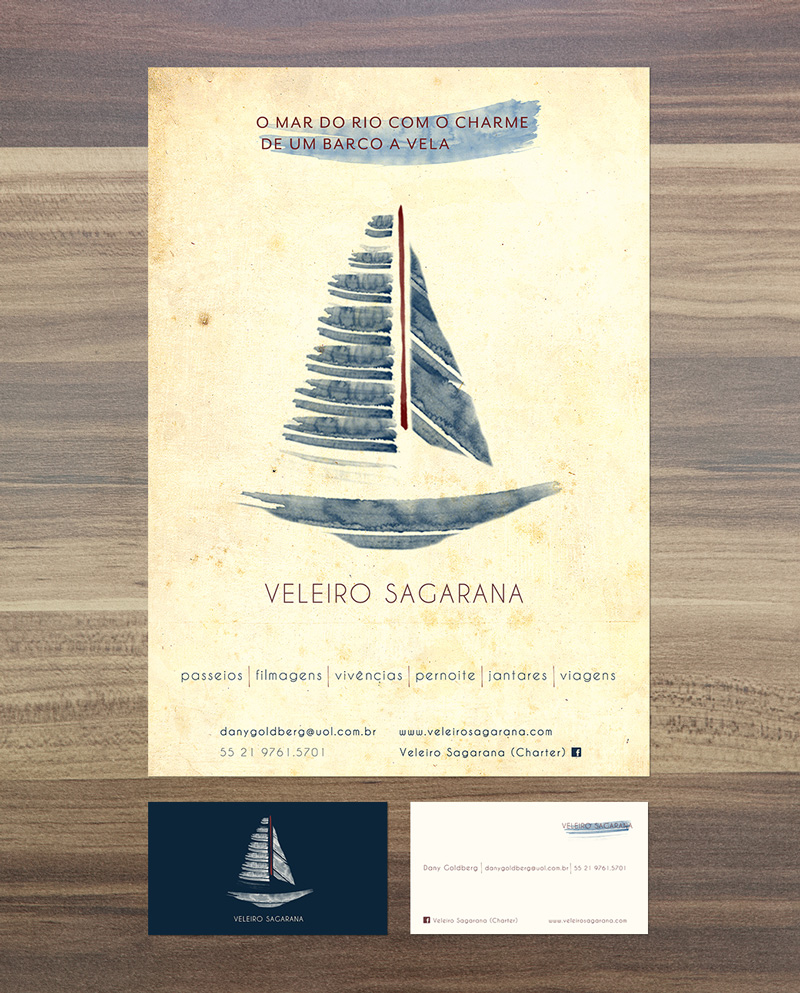 O MAR DO RIO COM O CHARME
DE UM BARCO A VELA
VELEIRO SAGARANA
passeios | filmagens | vivências | pernoite | jantares | viagens
danygoldberg@uol.com.br
www.veleirosagarana.com
55 21 9761.5701
Veleiro Sagarana (Charter) f
VELEIRO SAGARANA
VELEIRO SAGARANA
Dany Goldberg | danygoldberg@uol.com.br | 55 21 9761.5701
f Veleiro Sagarana (Charter)
www.veleirosagarana.com